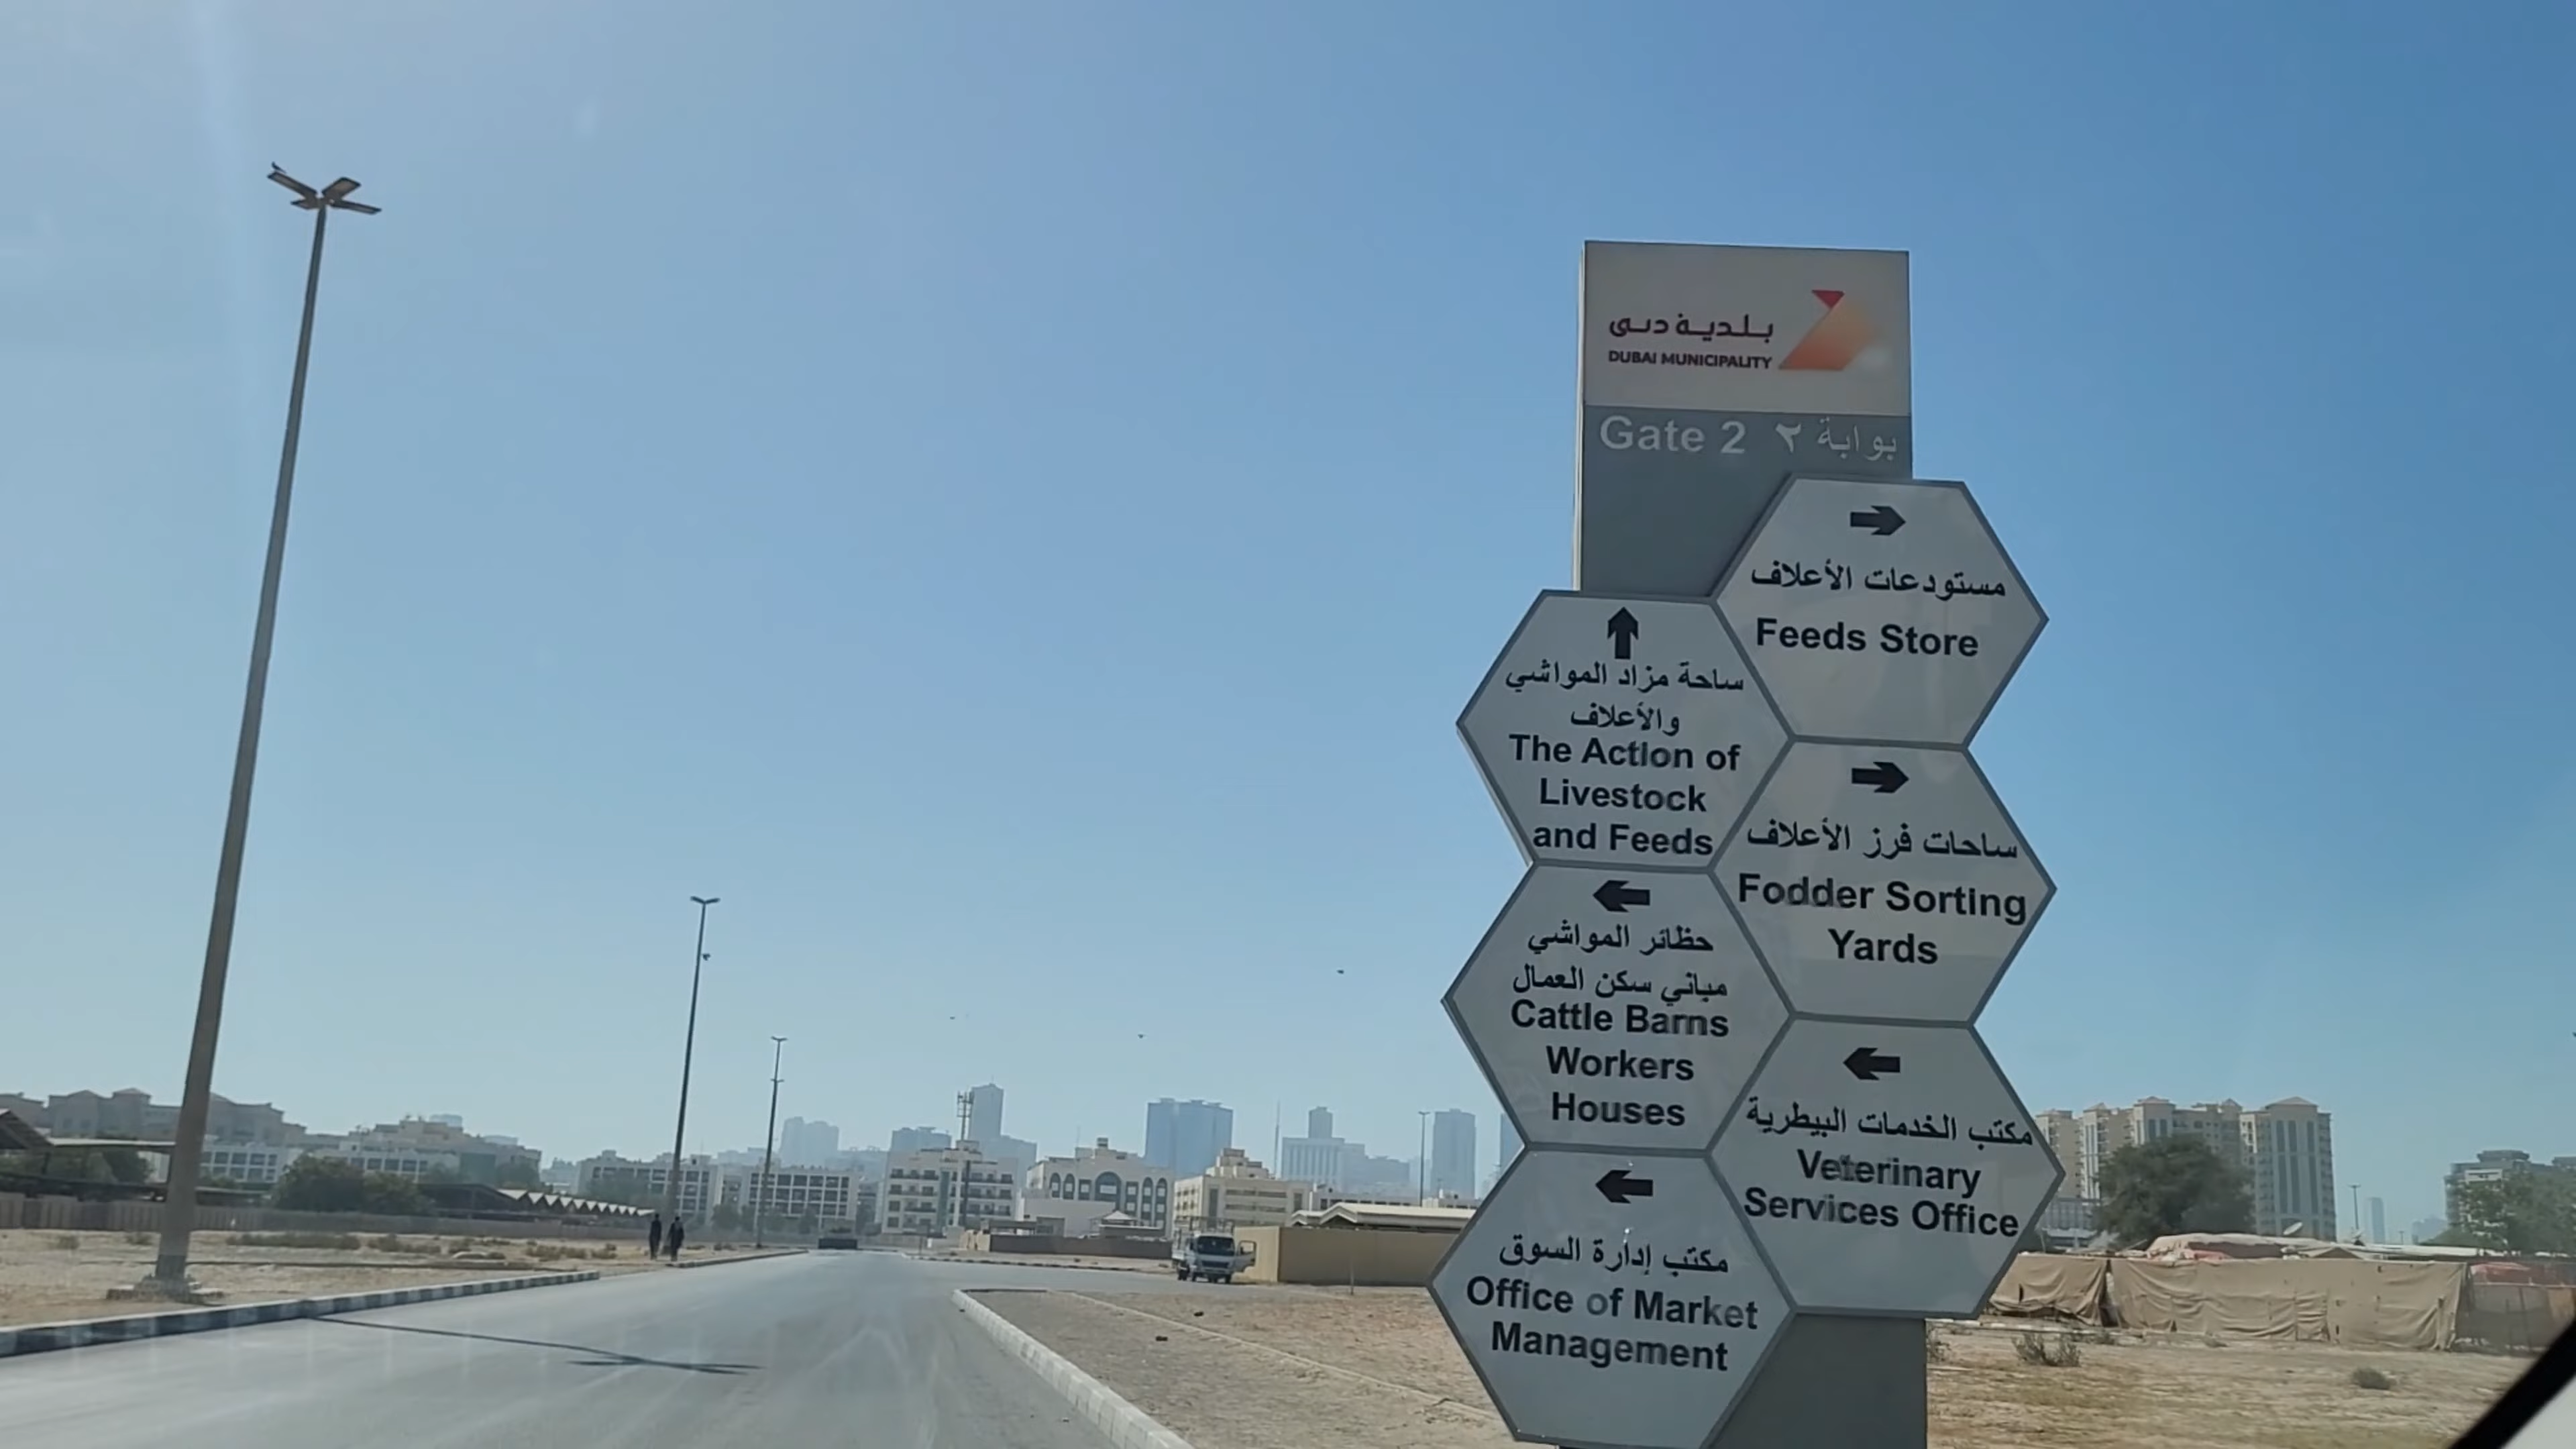 بلدية دبي
DUBAI MUNICIPALITY
Gate 2 بوابة ٢
مستودعات الأعلاف
Feeds Store
ساحة مزاد المواشي
والأعلاف
The Action of
Livestock
and Feeds
ساحات فرز الأعلاف
Fodder Sorting
Yards
حظائر المواشي
مباني سكن العمال
Cattle Barns
Workers
Houses
مكتب الخدمات البيطرية
Veterinary
Services Office
مكتب إدارة السوق
Office of Market
Management